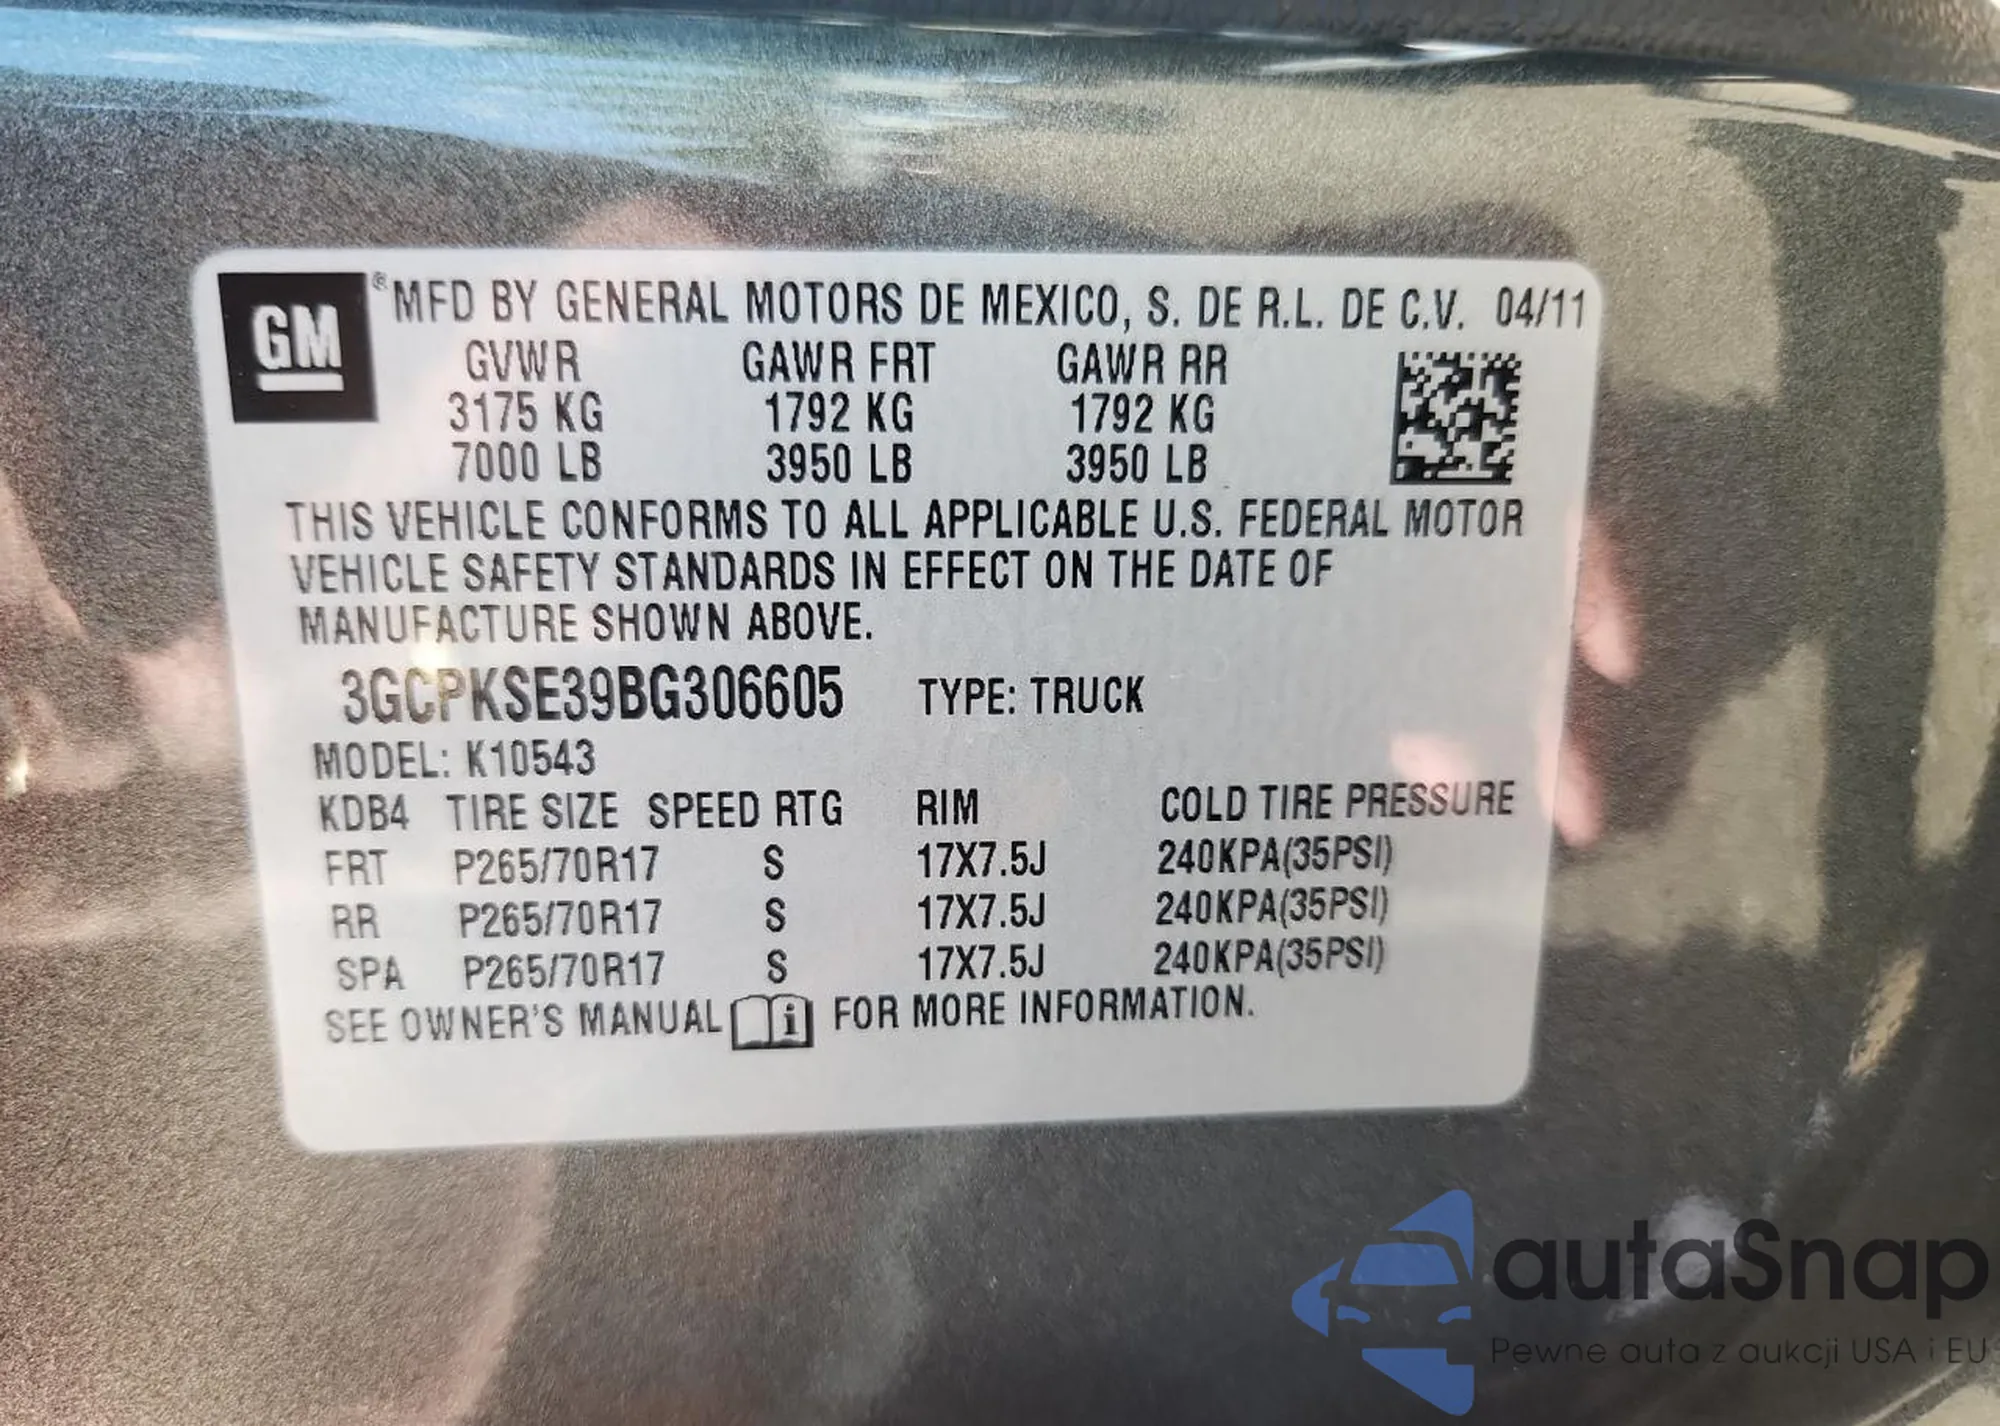 GM ® MFD BY GENERAL MOTORS DE MEXICO, S. DE R.L. DE C.V. 04/11
GVWR GAWR FRT GAWR RR
3175 KG 1792 KG 1792 KG
7000 LB 3950 LB 3950 LB
THIS VEHICLE CONFORMS TO ALL APPLICABLE U.S. FEDERAL MOTOR
VEHICLE SAFETY STANDARDS IN EFFECT ON THE DATE OF
MANUFACTURE SHOWN ABOVE.
3GCPKSE39BG306605 TYPE: TRUCK
MODEL: K10543
KDB4 TIRE SIZE SPEED RTG RIM COLD TIRE PRESSURE
FRT P265/70R17 S 17X7.5J 240KPA(35PSI)
RR P265/70R17 S 17X7.5J 240KPA(35PSI)
SPA P265/70R17 S 17X7.5J 240KPA(35PSI)
SEE OWNER'S MANUAL i FOR MORE INFORMATION.
autaSnap
Pewne auta z aukcji USA i EU